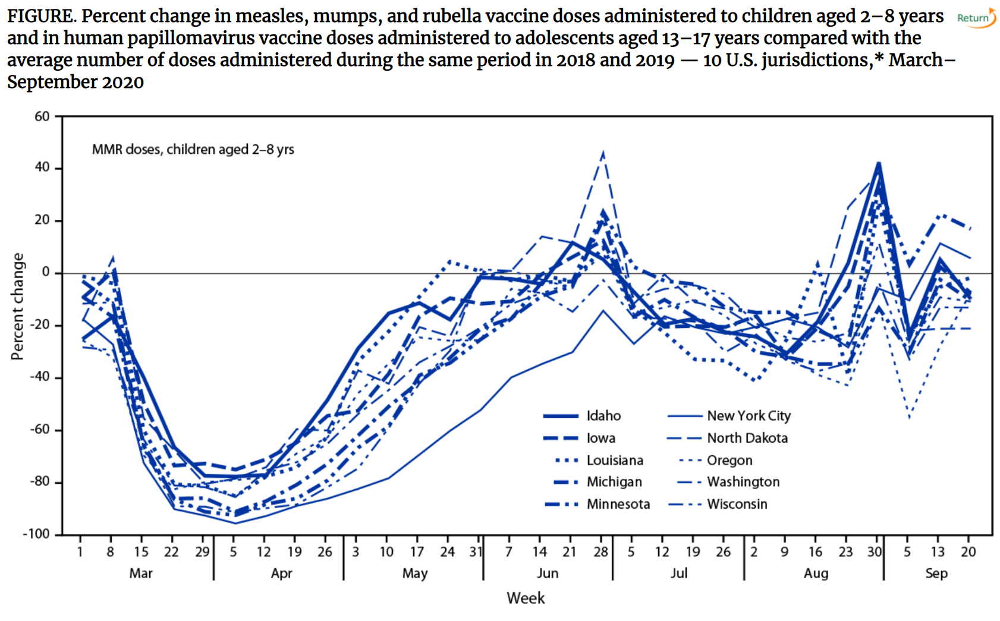 FIGURE. Percent change in measles, mumps, and rubella vaccine doses administered to children aged 2–8 years
Return
and in human papillomavirus vaccine doses administered to adolescents aged 13–17 years compared with the
average number of doses administered during the same period in 2018 and 2019 — 10 U.S. jurisdictions,* March–
September 2020
60
MMR doses, children aged 2–8 yrs
40
20
0
-20
-40
-60
-80
-100
Percent change
Idaho
New York City
Iowa
North Dakota
Louisiana
Oregon
Michigan
Washington
Minnesota
Wisconsin
1 8 15 22 29 5 12 19 26 3 10 17 24 31 7 14 21 28 5 12 19 26 2 9 16 23 30 5 13 20
Mar Apr May Jun Jul Aug Sep
Week